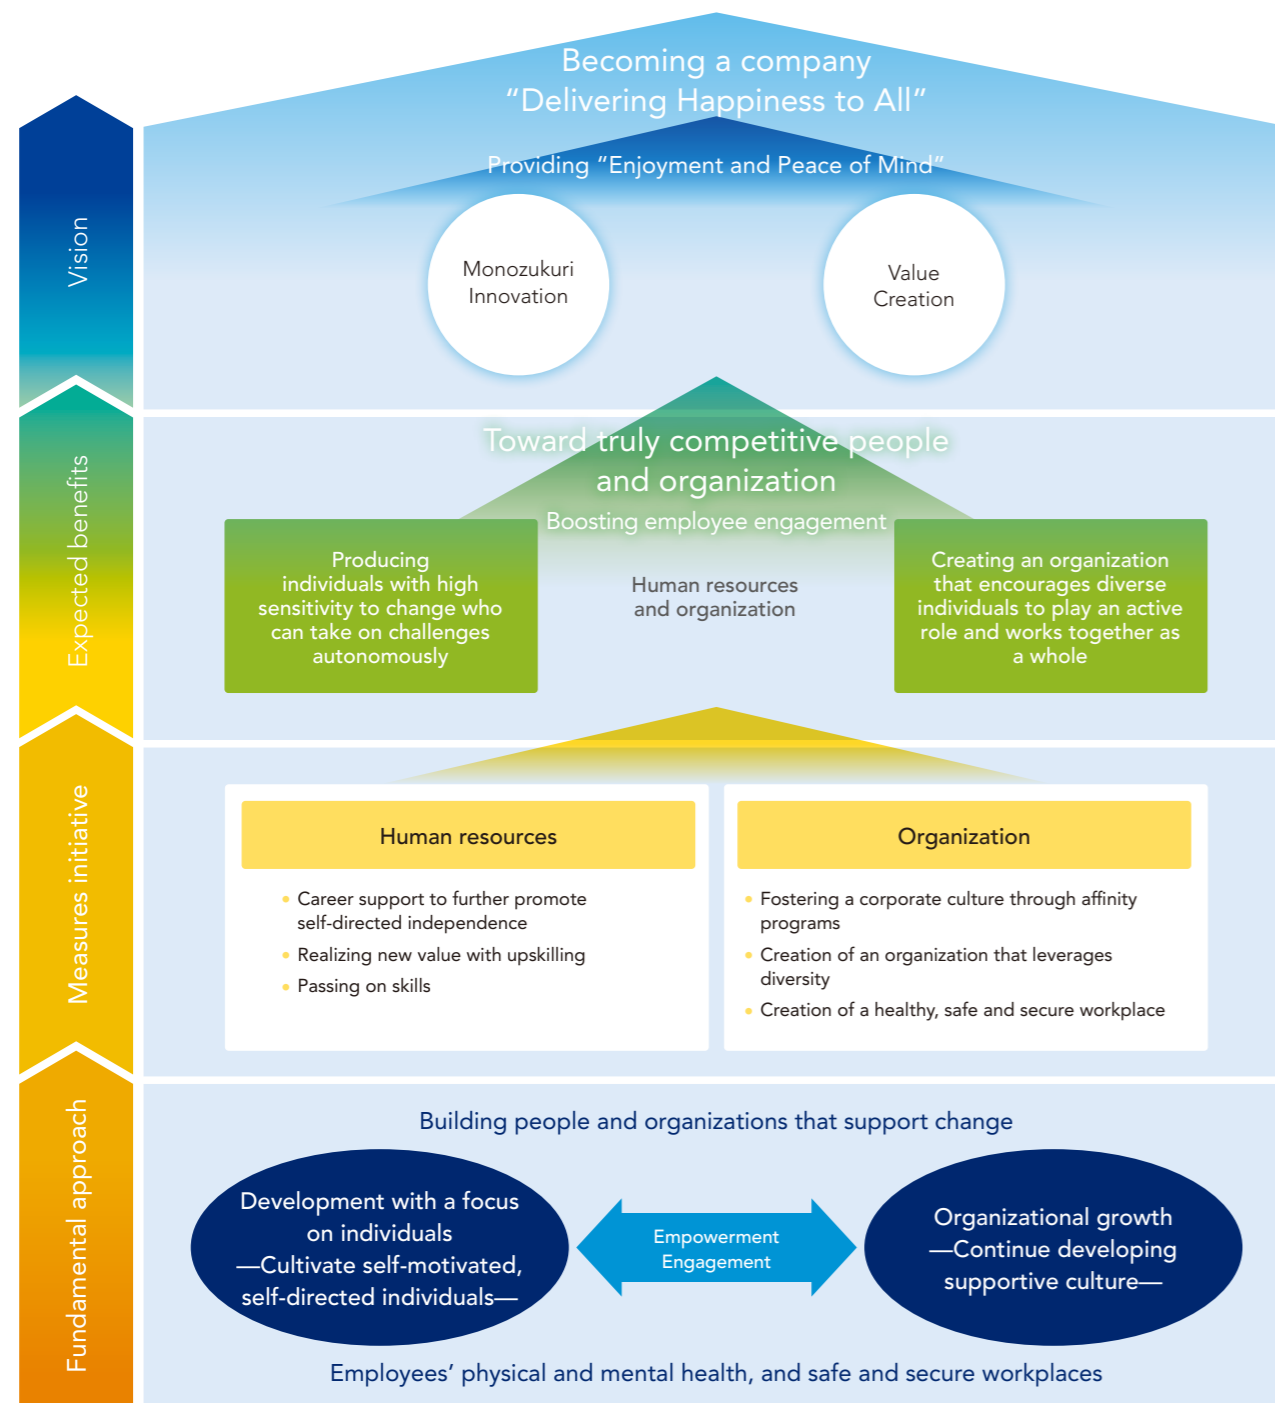 Becoming a company
“Delivering Happiness to All”
Providing “Enjoyment and Peace of Mind”
Vision
Monozukuri
Innovation
Value
Creation
Expected benefits
Toward truly competitive people
and organization
Boosting employee engagement
Producing
individuals with high
sensitivity to change who
can take on challenges
autonomously
Human resources
and organization
Creating an organization
that encourages diverse
individuals to play an active
role and works together as
a whole
Measures initiative
Human resources
• Career support to further promote
self-directed independence
• Realizing new value with upskilling
• Passing on skills
Organization
• Fostering a corporate culture through affinity
programs
• Creation of an organization that leverages
diversity
• Creation of a healthy, safe and secure workplace
Fundamental approach
Building people and organizations that support change
Development with a focus
on individuals
—Cultivate self-motivated,
self-directed individuals—
Empowerment
Engagement
Organizational growth
—Continue developing
supportive culture—
Employees’ physical and mental health, and safe and secure workplaces